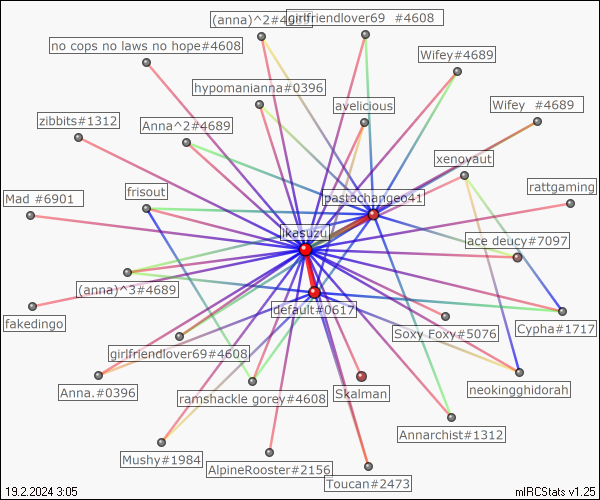 (anna)^2#4689
girlfriendlover69 #4608
no cops no laws no hope#4608
Wifey#4689
hypomanianna#0396
avelicious
Wifey #4689
zibbits#1312
Anna^2#4689
xenoyaut
Mad #6901
frisout
pastachangeo41
rattgaming
jkasuzu
ace deucy#7097
(anna)^3#4689
default#0617
fakedingo
Soxy Foxy#5076
Cypha#1717
girlfriendlover69#4608
Anna.#0396
ramshackle gorey#4608
Skalman
neokingghidorah
Annarchist#1312
Mushy#1984
AlpineRooster#2156
Toucan#2473
19.2.2024 3:05
mIRCStats v1.25